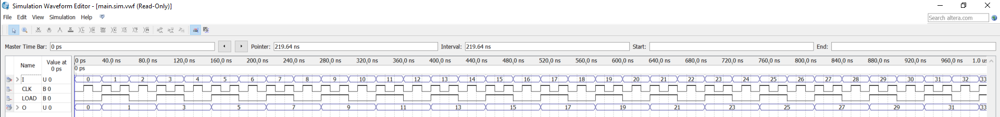 Simulation Waveform Editor - [main.sim.vwf (Read-Only)]
File Edit View Simulation Help
Search altera.com
Master Time Bar: 0 ps Pointer: 219.64 ns Interval: 219.64 ns Start: End:
Name Value at 0 ps 0 ps 40.0 ns 80.0 ns 120.0 ns 160.0 ns 200.0 ns 240.0 ns 280.0 ns 320.0 ns 360.0 ns 400.0 ns 440.0 ns 480.0 ns 520.0 ns 560.0 ns 600.0 ns 640.0 ns 680.0 ns 720.0 ns 760.0 ns 800.0 ns 840.0 ns 880.0 ns 920.0 ns 960.0 ns 1.0 us
0 ps
I U 0 0 1 2 3 4 5 6 7 8 9 10 11 12 13 14 15 16 17 18 19 20 21 22 23 24 25 26 27 28 29 30 31 32 33
CLK B 0
LOAD B 0
O U 0 0 1 3 5 7 9 11 13 15 17 19 21 23 25 27 29 31 33